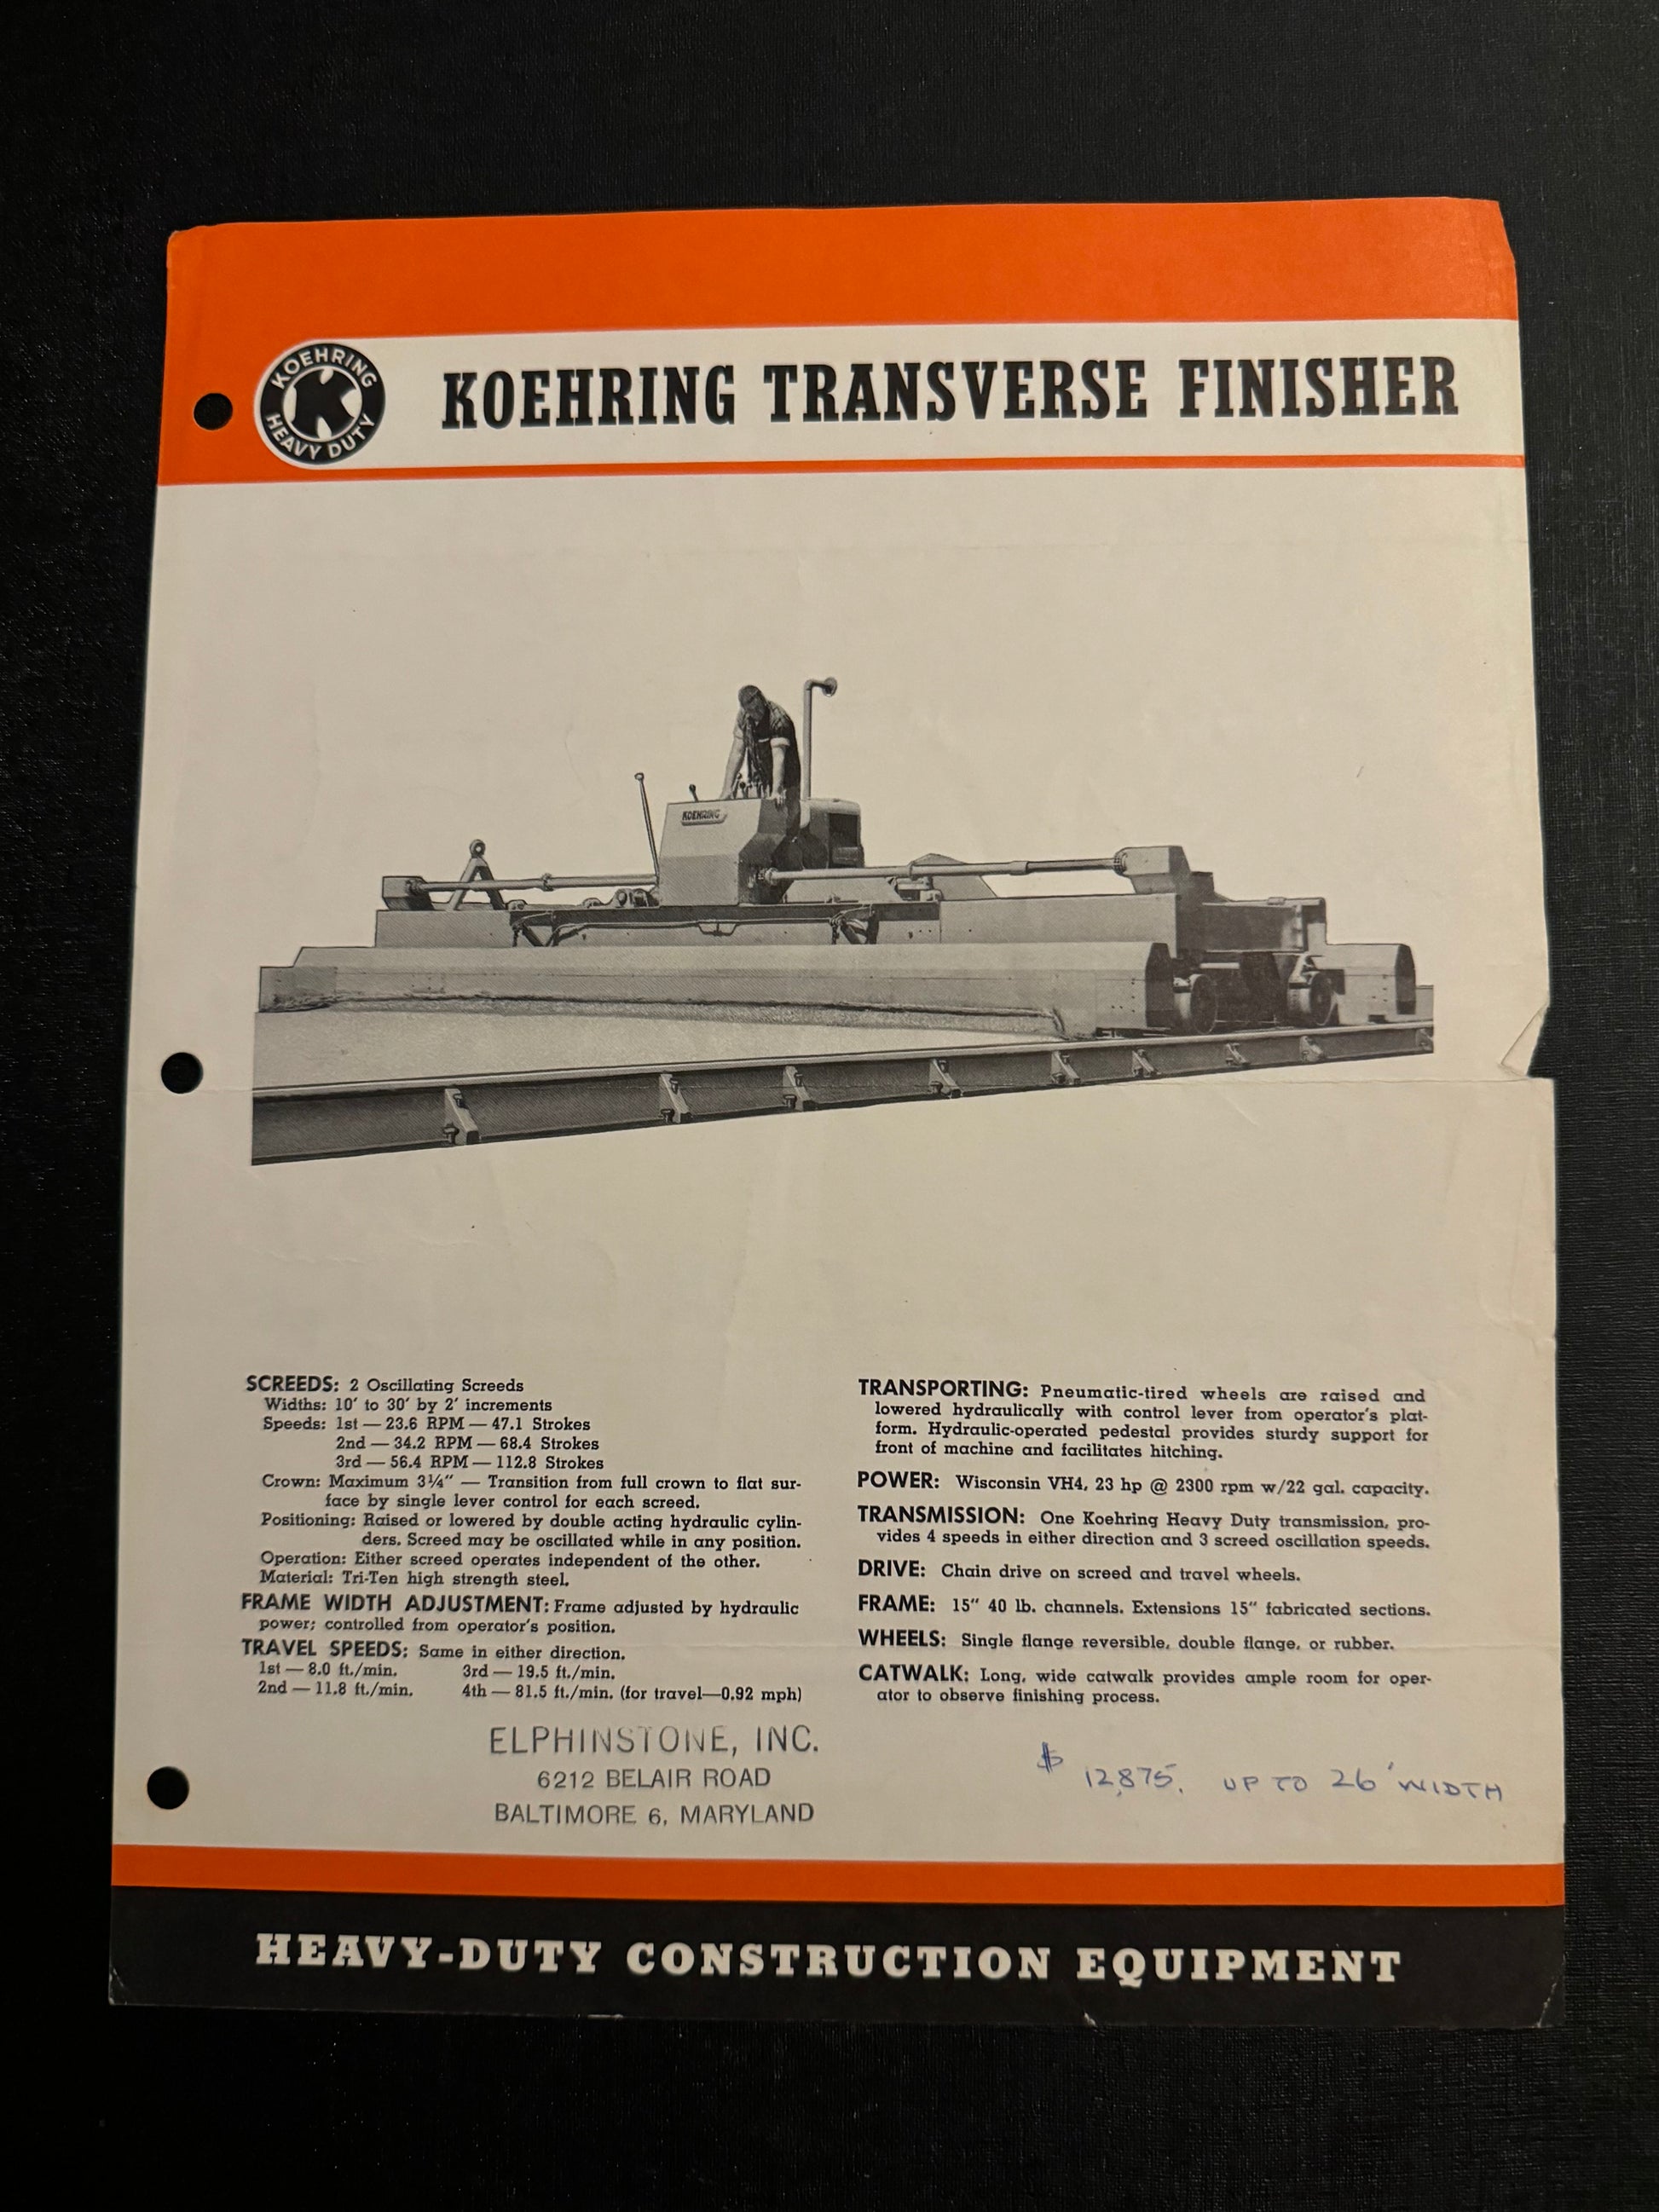 KOEHRING
HEAVY DUTY
K
KOEHRING TRANSVERSE FINISHER
KOEHRING
SCREEDS: 2 Oscillating Screeds
Widths: 10′ to 30′ by 2′ increments
Speeds: 1st — 23.6 RPM — 47.1 Strokes
2nd — 34.2 RPM — 68.4 Strokes
3rd — 56.4 RPM — 112.8 Strokes
Crown: Maximum 3¼″ — Transition from full crown to flat sur-
face by single lever control for each screed.
Positioning: Raised or lowered by double acting hydraulic cylin-
ders. Screed may be oscillated while in any position.
Operation: Either screed operates independent of the other.
Material: Tri-Ten high strength steel.
FRAME WIDTH ADJUSTMENT: Frame adjusted by hydraulic
power; controlled from operator's position.
TRAVEL SPEEDS: Same in either direction.
1st — 8.0 ft./min. 3rd — 19.5 ft./min.
2nd — 11.8 ft./min. 4th — 81.5 ft./min. (for travel—0.92 mph)
TRANSPORTING: Pneumatic-tired wheels are raised and
lowered hydraulically with control lever from operator's plat-
form. Hydraulic-operated pedestal provides sturdy support for
front of machine and facilitates hitching.
POWER: Wisconsin VH4, 23 hp @ 2300 rpm w/22 gal. capacity.
TRANSMISSION: One Koehring Heavy Duty transmission, pro-
vides 4 speeds in either direction and 3 screed oscillation speeds.
DRIVE: Chain drive on screed and travel wheels.
FRAME: 15″ 40 lb. channels. Extensions 15″ fabricated sections.
WHEELS: Single flange reversible, double flange, or rubber.
CATWALK: Long, wide catwalk provides ample room for oper-
ator to observe finishing process.
ELPHINSTONE, INC.
6212 BELAIR ROAD
BALTIMORE 6, MARYLAND
$ 12,875. UP TO 26′ WIDTH
HEAVY-DUTY CONSTRUCTION EQUIPMENT